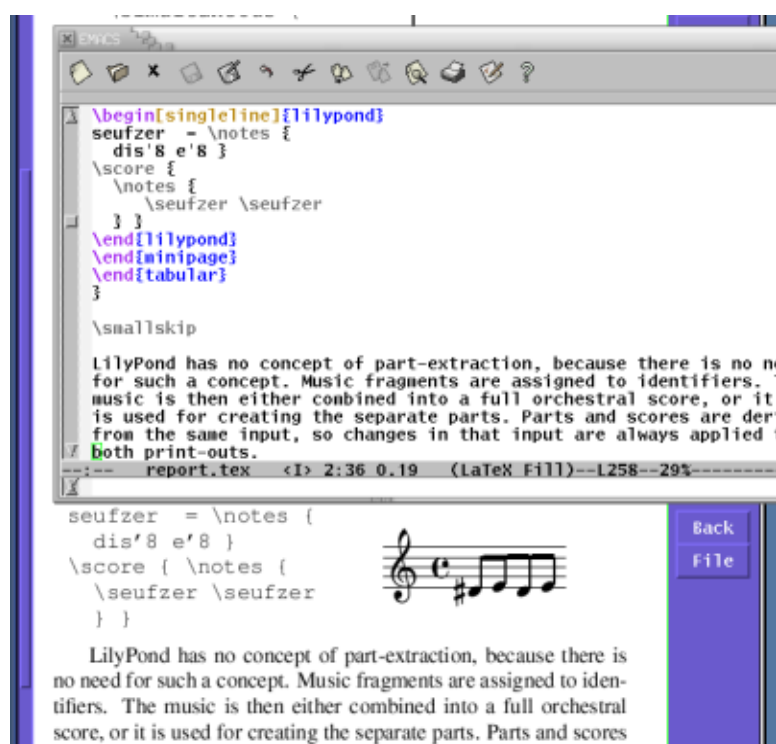 EMACS
\begin[singleline]{lilypond}
seufzer = \notes {
dis'8 e'8 }
\score {
\notes {
\seufzer \seufzer
} }
\end{lilypond}
\end{minipage}
\end{tabular}
}
\smallskip
LilyPond has no concept of part-extraction, because there is no
for such a concept. Music fragments are assigned to identifiers.
music is then either combined into a full orchestral score, or it
is used for creating the separate parts. Parts and scores are
from the same input, so changes in that input are always applied
both print-outs.
--:-- report.tex <I> 2:36 0.19 (LaTeX Fill)--L258--29%--------
seufzer = \notes {
dis'8 e'8 }
\score { \notes {
\seufzer \seufzer
} }
Back
File
LilyPond has no concept of part-extraction, because there is
no need for such a concept. Music fragments are assigned to iden-
tifiers. The music is then either combined into a full orchestral
score, or it is used for creating the separate parts. Parts and scores